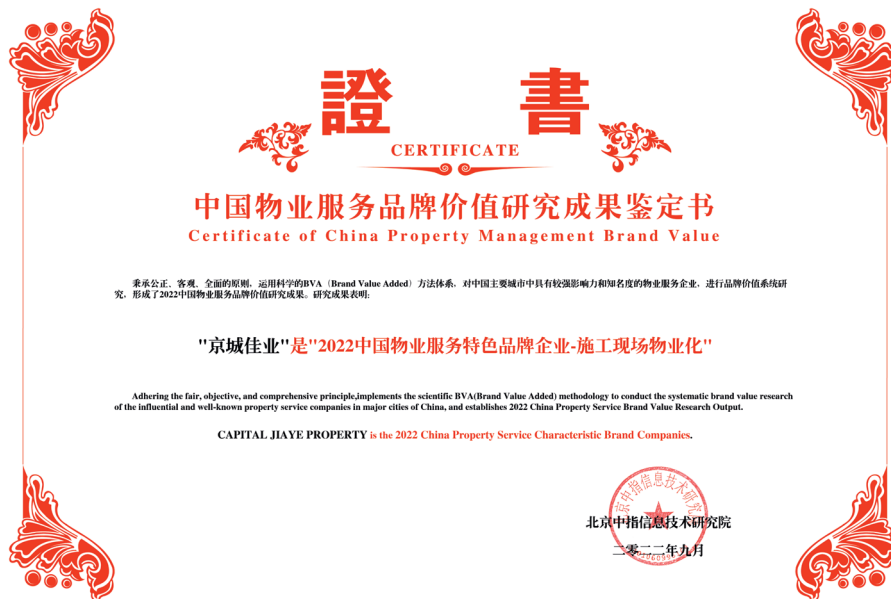 證書
CERTIFICATE
中国物业服务品牌价值研究成果鉴定书
Certificate of China Property Management Brand Value
秉承公正、客观、全面的原则，运用科学的BVA（Brand Value Added）方法体系，对中国主要城市中具有较强影响力和知名度的物业服务企业，进行品牌价值系统研
究，形成了2022中国物业服务品牌价值研究成果。研究成果表明:
"京城佳业"是"2022中国物业服务特色品牌企业-施工现场物业化"
Adhering the fair, objective, and comprehensive principle,implements the scientific BVA(Brand Value Added) methodology to conduct the systematic brand value research
of the influential and well-known property service companies in major cities of China, and establishes 2022 China Property Service Brand Value Research Output.
CAPITAL JIAYE PROPERTY is the 2022 China Property Service Characteristic Brand Companies.
京中指信息技术研究
北京中指信息技术研究院
二零二二年九月